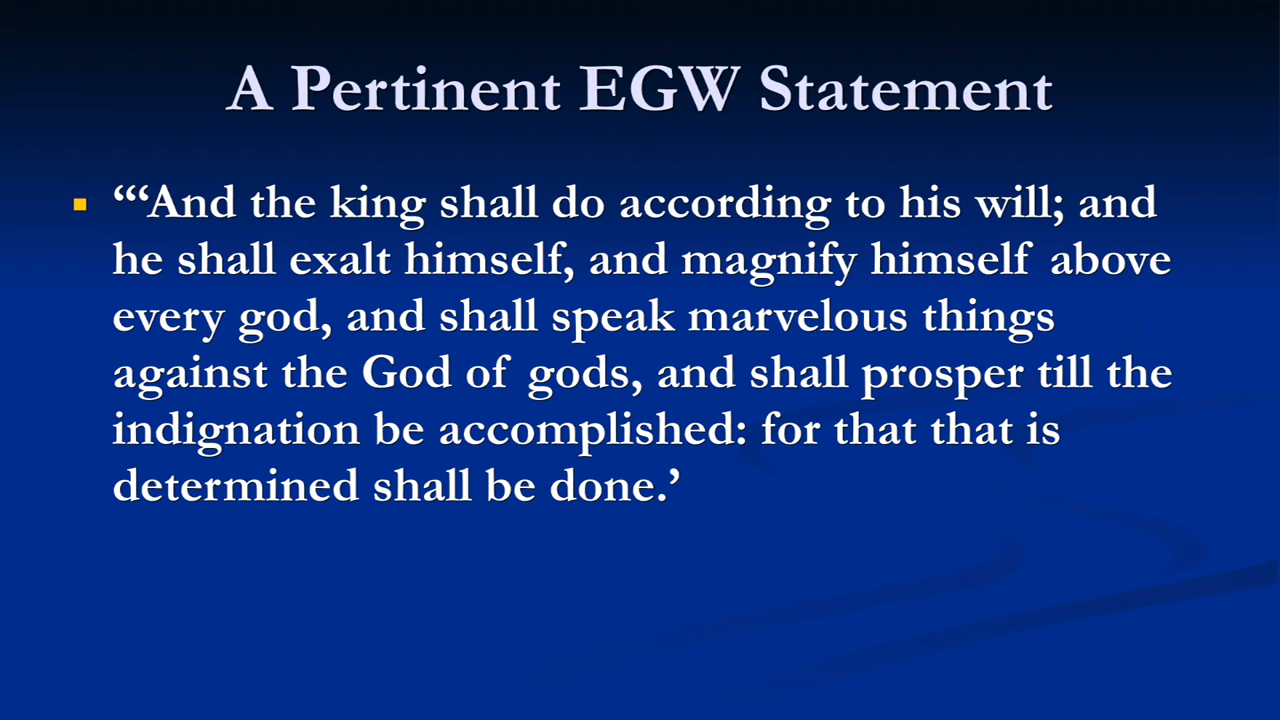 A Pertinent EGW Statement
“‘And the king shall do according to his will; and
he shall exalt himself, and magnify himself above
every god, and shall speak marvelous things
against the God of gods, and shall prosper till the
indignation be accomplished: for that that is
determined shall be done.’